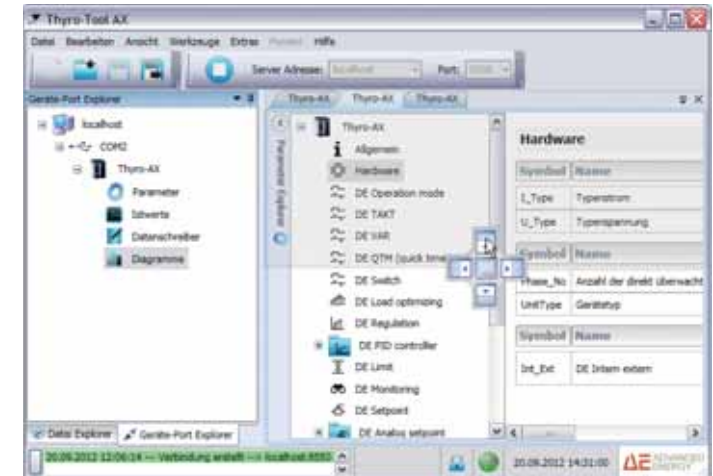 Thyro-Tool AX
Datei Bearbeiten Ansicht Werkzeuge Extras Fenster Hilfe
Server Adresse: localhost Port:
Geräte-Port Explorer
localhost
COM2
Thyro-AX
Parameter
Istwerte
Datenschreiber
Diagramme
Datei Explorer Geräte-Port Explorer
Thyro-AX Thyro-AX Thyro-AX
Parameter Explorer
Thyro-AX
Allgemein
Hardware
DE Operation mode
DE TAKT
DE VAR
DE QTM (quick time
DE Switch
DE Load optimizing
DE Regulation
DE PID controller
DE Limit
DE Monitoring
DE Setpoint
DE Analog setpoint
Hardware
Symbol Name
I_Type Typenstrom
U_Type Typenspannung
Symbol Name
Phase_No Anzahl der direkt überwacht
UnitType Gerätetyp
Symbol Name
Int_Ext DE Intern extern
20.09.2012 12:06:14 --- Verbindung erstellt --> localhost:
20.09.2012 14:31:00
AE ADVANCED ENERGY